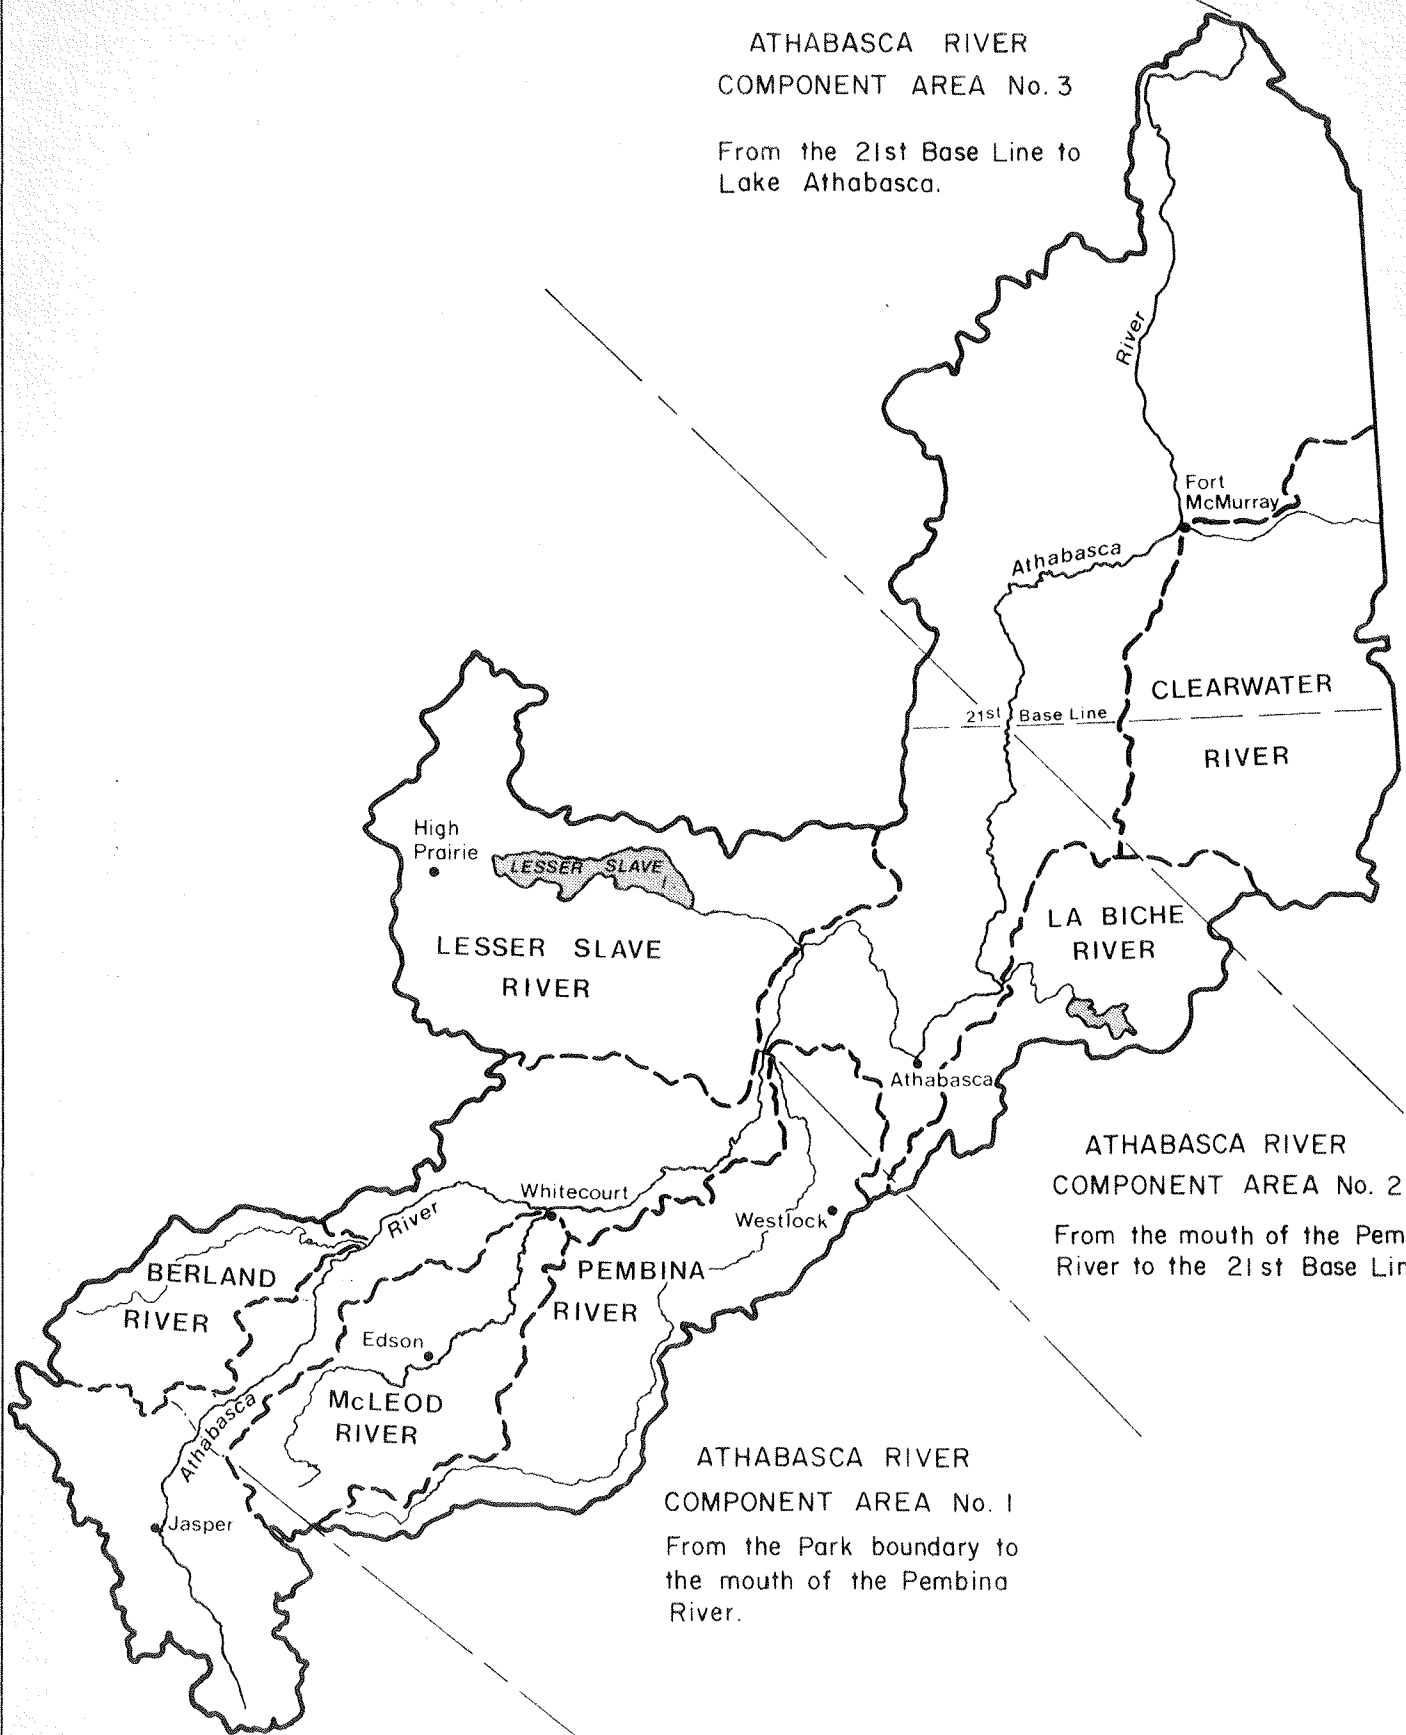 ATHABASCA RIVER
COMPONENT AREA No. 3
From the 21st Base Line to
Lake Athabasca.
River
Fort
McMurray
Athabasca
CLEARWATER
21st Base Line
RIVER
High
Prairie
LESSER SLAVE
L
LA BICHE
RIVER
LESSER SLAVE
RIVER
Athabasca
ATHABASCA RIVER
COMPONENT AREA No. 2
From the mouth of the Pem
River to the 21st Base Lin
Whitecourt
River
Westlock
BERLAND
RIVER
PEMBINA
RIVER
Edson
McLEOD
RIVER
Athabasca
Jasper
ATHABASCA RIVER
COMPONENT AREA No. 1
From the Park boundary to
the mouth of the Pembina
River.